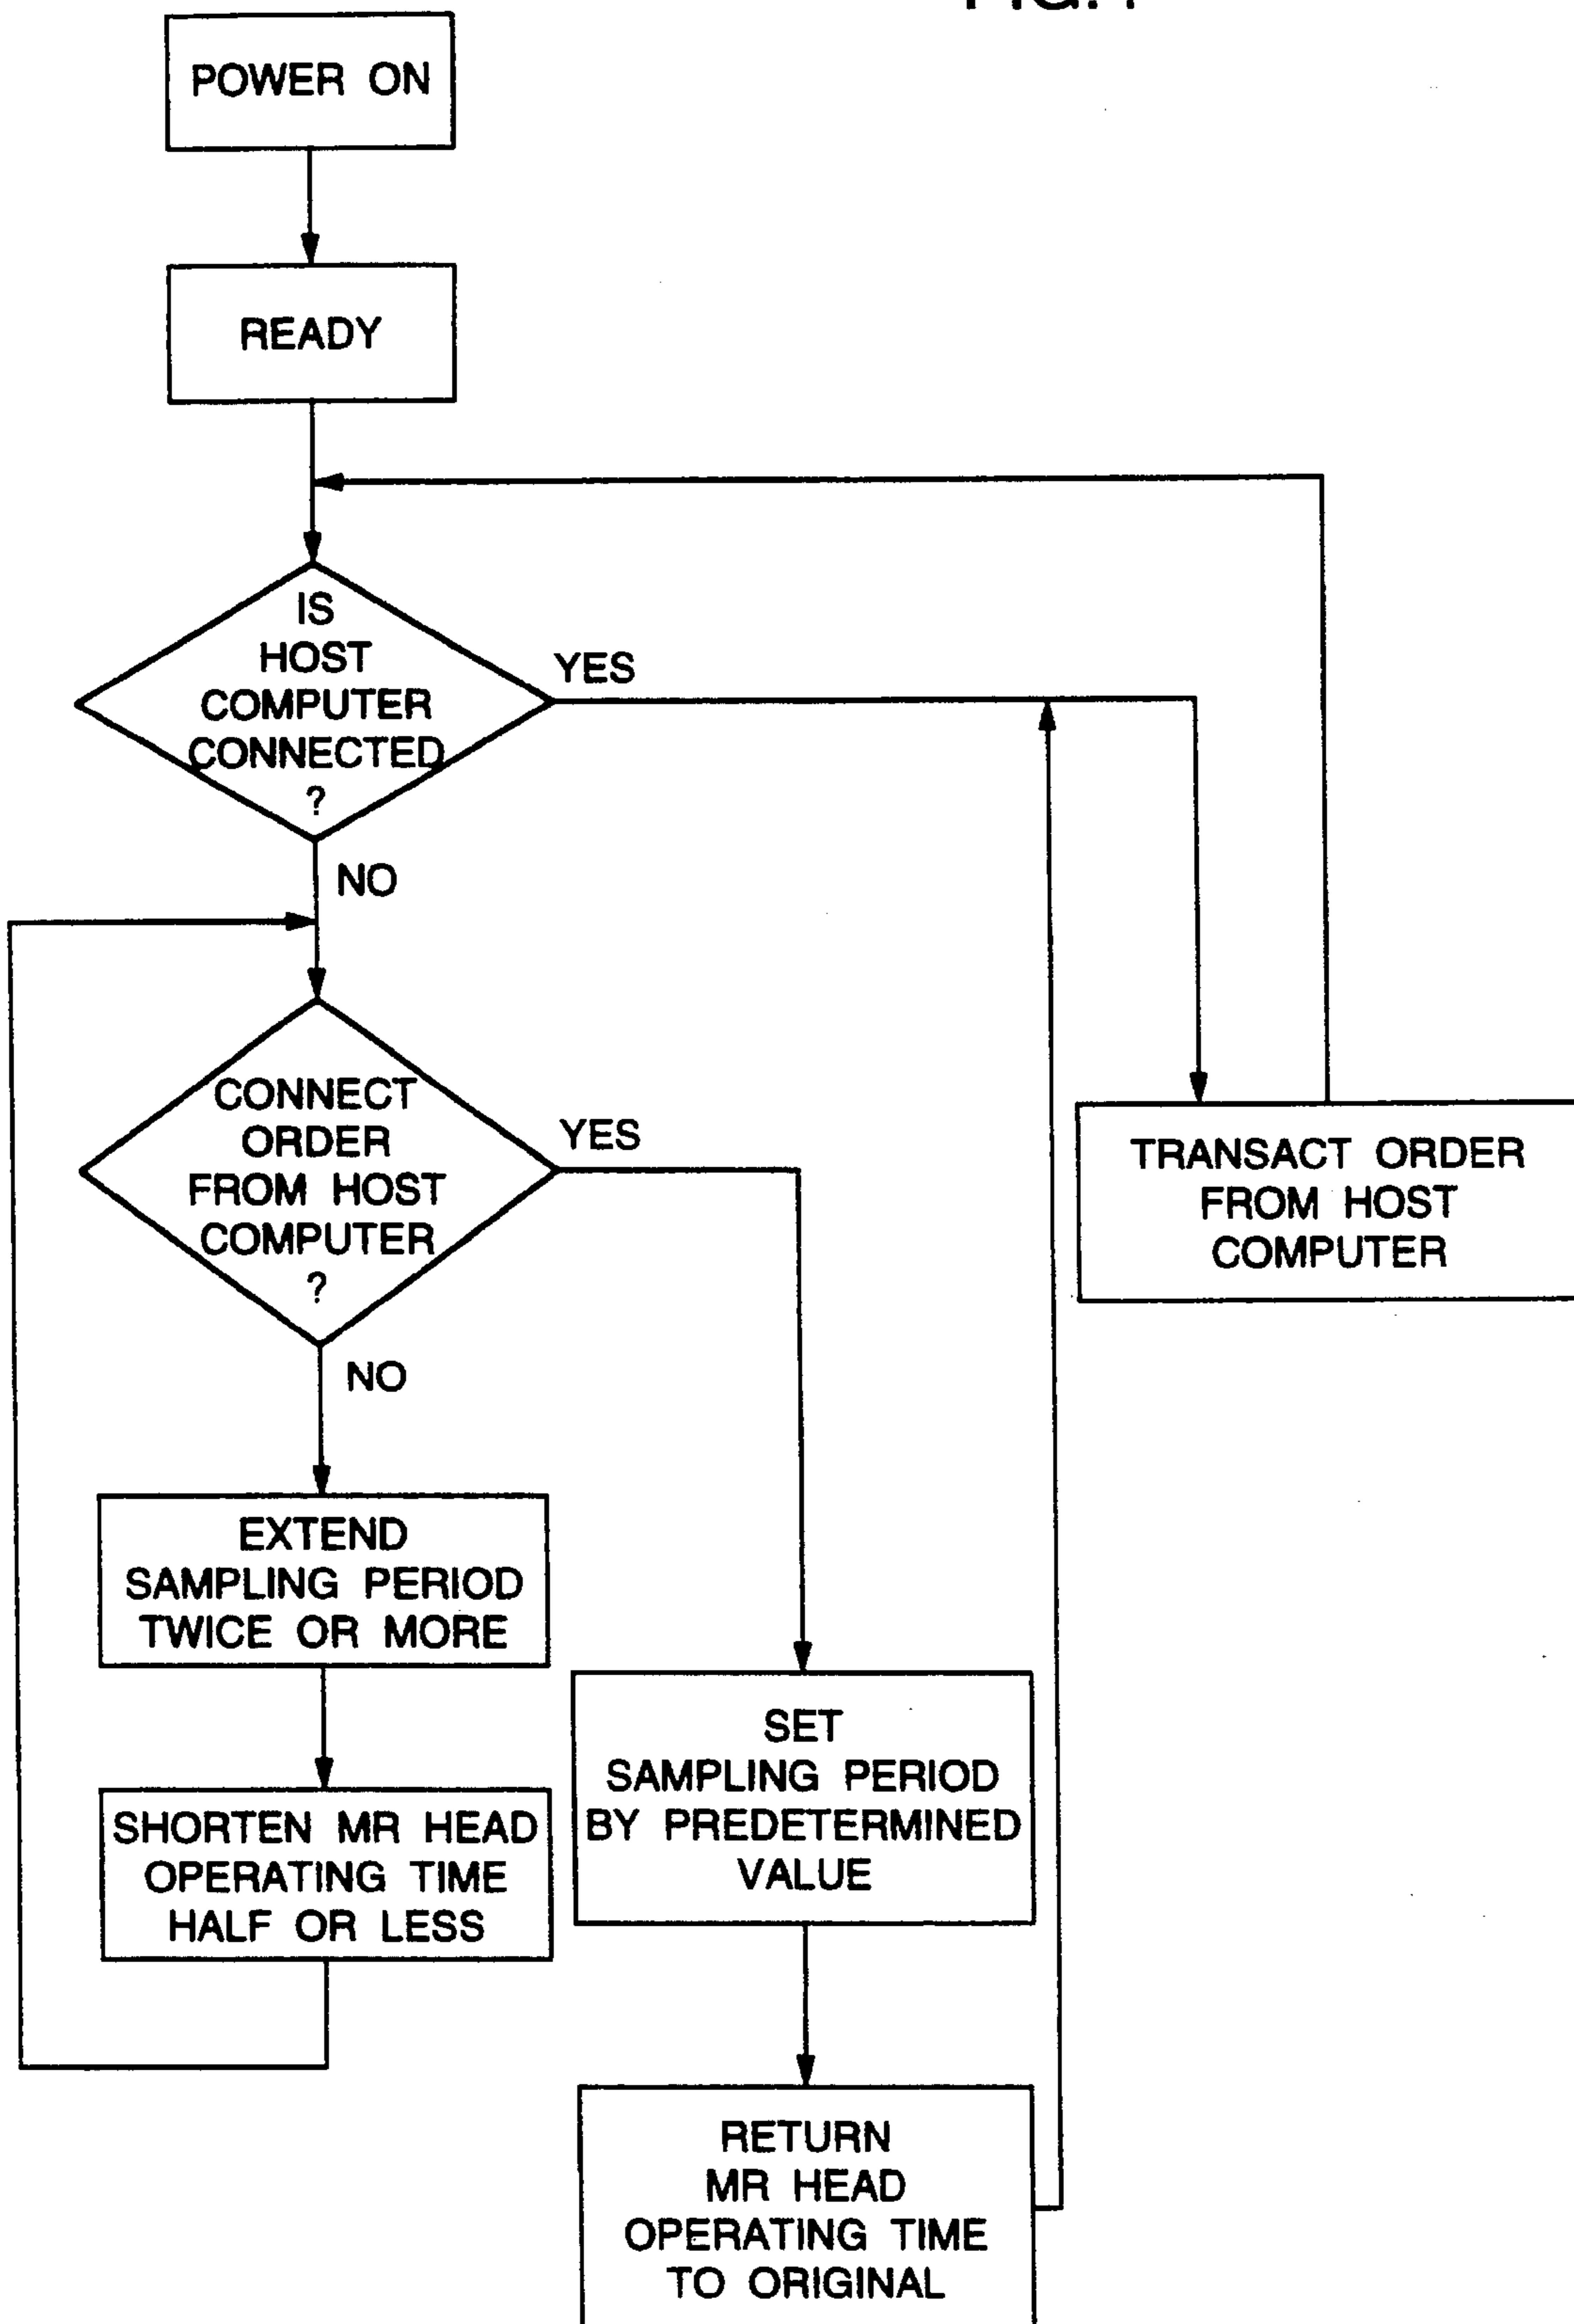 POWER ON
READY
IS
HOST
COMPUTER
CONNECTED
?
YES
NO
CONNECT
ORDER
FROM HOST
COMPUTER
?
YES
NO
TRANSACT ORDER
FROM HOST
COMPUTER
EXTEND
SAMPLING PERIOD
TWICE OR MORE
SHORTEN MR HEAD
OPERATING TIME
HALF OR LESS
SET
SAMPLING PERIOD
BY PREDETERMINED
VALUE
RETURN
MR HEAD
OPERATING TIME
TO ORIGINAL